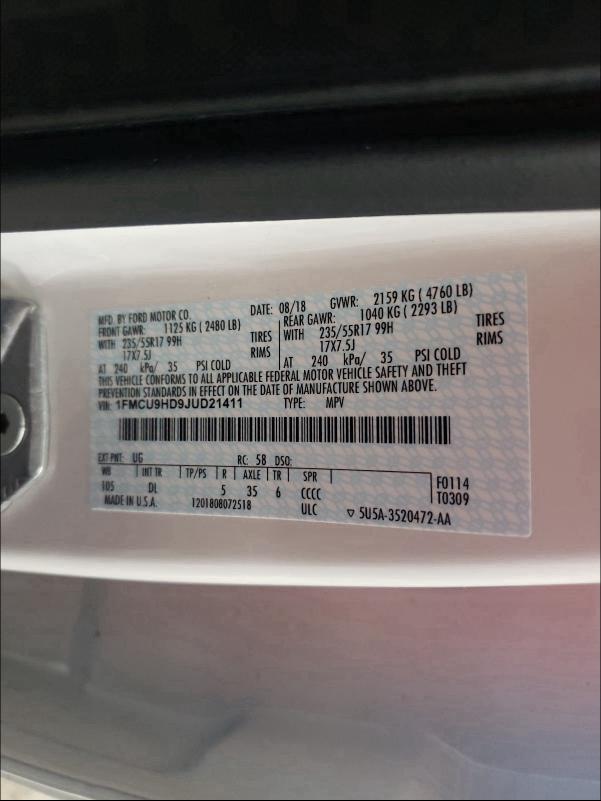 MFD. BY FORD MOTOR CO. DATE: 08/18 GVWR: 2159 KG ( 4760 LB)
FRONT GAWR: 1125 KG ( 2480 LB) REAR GAWR: 1040 KG ( 2293 LB)
WITH 235/55R17 99H TIRES WITH 235/55R17 99H TIRES
17X7.5J RIMS 17X7.5J RIMS
AT 240 kPa/ 35 PSI COLD AT 240 kPa/ 35 PSI COLD
THIS VEHICLE CONFORMS TO ALL APPLICABLE FEDERAL MOTOR VEHICLE SAFETY AND THEFT
PREVENTION STANDARDS IN EFFECT ON THE DATE OF MANUFACTURE SHOWN ABOVE.
VIN: 1FMCU9HD9JUD21411 TYPE: MPV
EXT PNT: UG RC: 58 DSO:
WB INT TR TP/PS R AXLE TR SPR F0114
105 DL 5 35 6 CCCC T0309
MADE IN U.S.A. 1201808072518 ULC ▽ 5U5A-3520472-AA